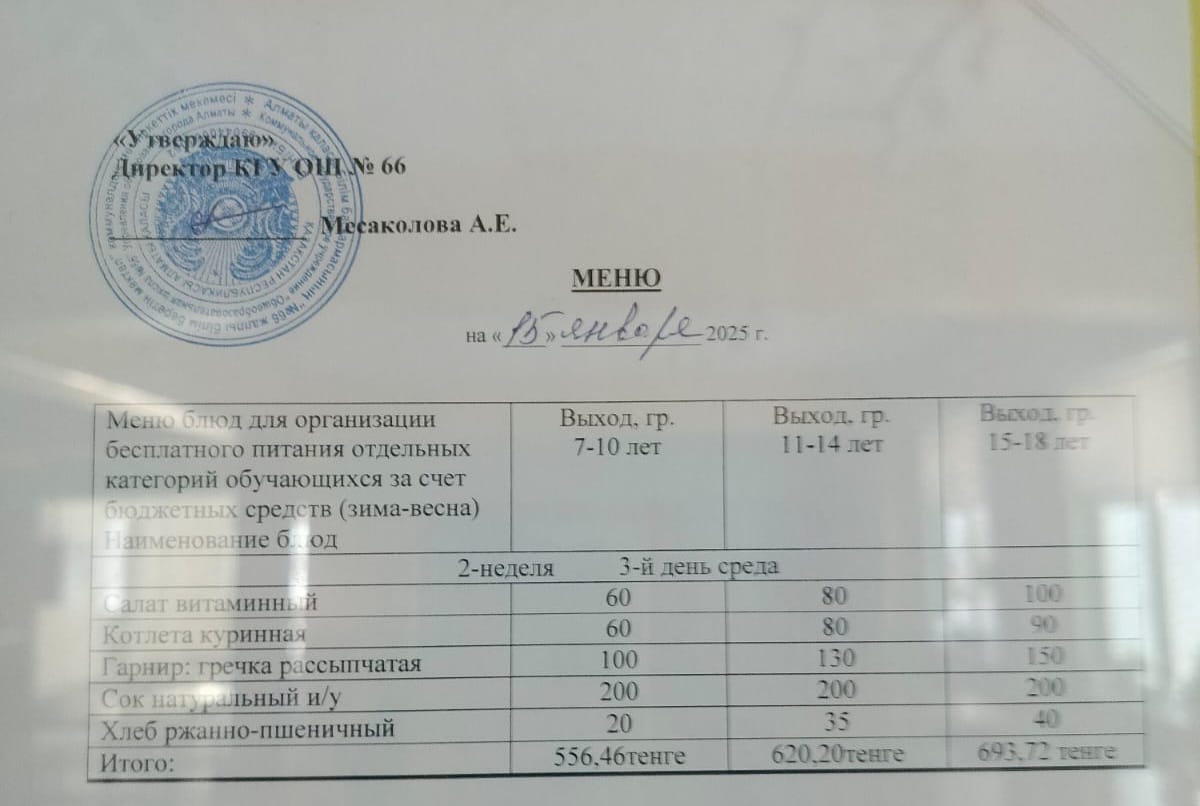 «Утверждаю»
Директор КГУ ОШ № 66
Месаколова А.Е.
МЕНЮ
на «15» января 2025 г.
Меню блюд для организации бесплатного питания отдельных категорий обучающихся за счет бюджетных средств (зима-весна) Наименование блюд
Выход, гр. 7-10 лет
Выход, гр. 11-14 лет
Выход, гр. 15-18 лет
2-неделя 3-й день среда
Салат витаминный 60 80 100
Котлета куринная 60 80 90
Гарнир: гречка рассыпчатая 100 130 150
Сок натуральный и/у 200 200 200
Хлеб ржанно-пшеничный 20 35 40
Итого: 556,46тенге 620,20тенге 693,72 тенге